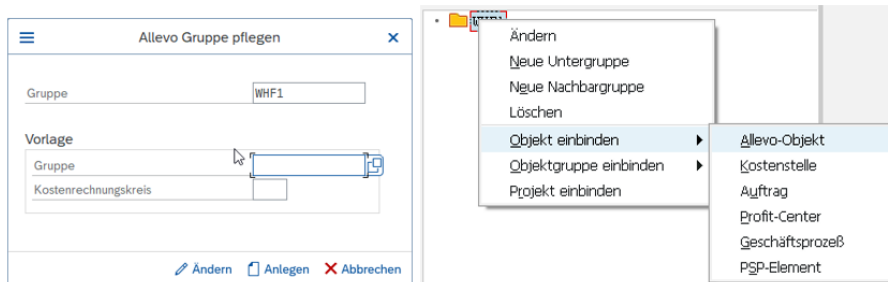 Allevo Gruppe pflegen
Gruppe WHF1
Vorlage
Gruppe
Kostenrechnungskreis
Ändern Anlegen Abbrechen
WHF1
Ändern
Neue Untergruppe
Neue Nachbargruppe
Löschen
Objekt einbinden
Objektgruppe einbinden
Projekt einbinden
Allevo-Objekt
Kostenstelle
Auftrag
Profit-Center
Geschäftsprozeß
PSP-Element